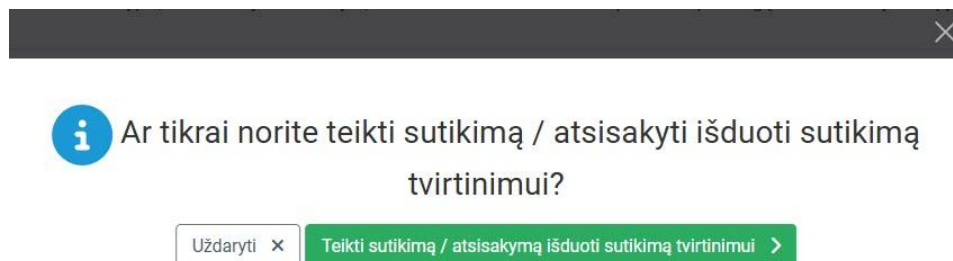 Ar tikrai norite teikti sutikimą / atsisakyti išduoti sutikimą
tvirtinimui?
Uždaryti ×
Teikti sutikimą / atsisakymą išduoti sutikimą tvirtinimui